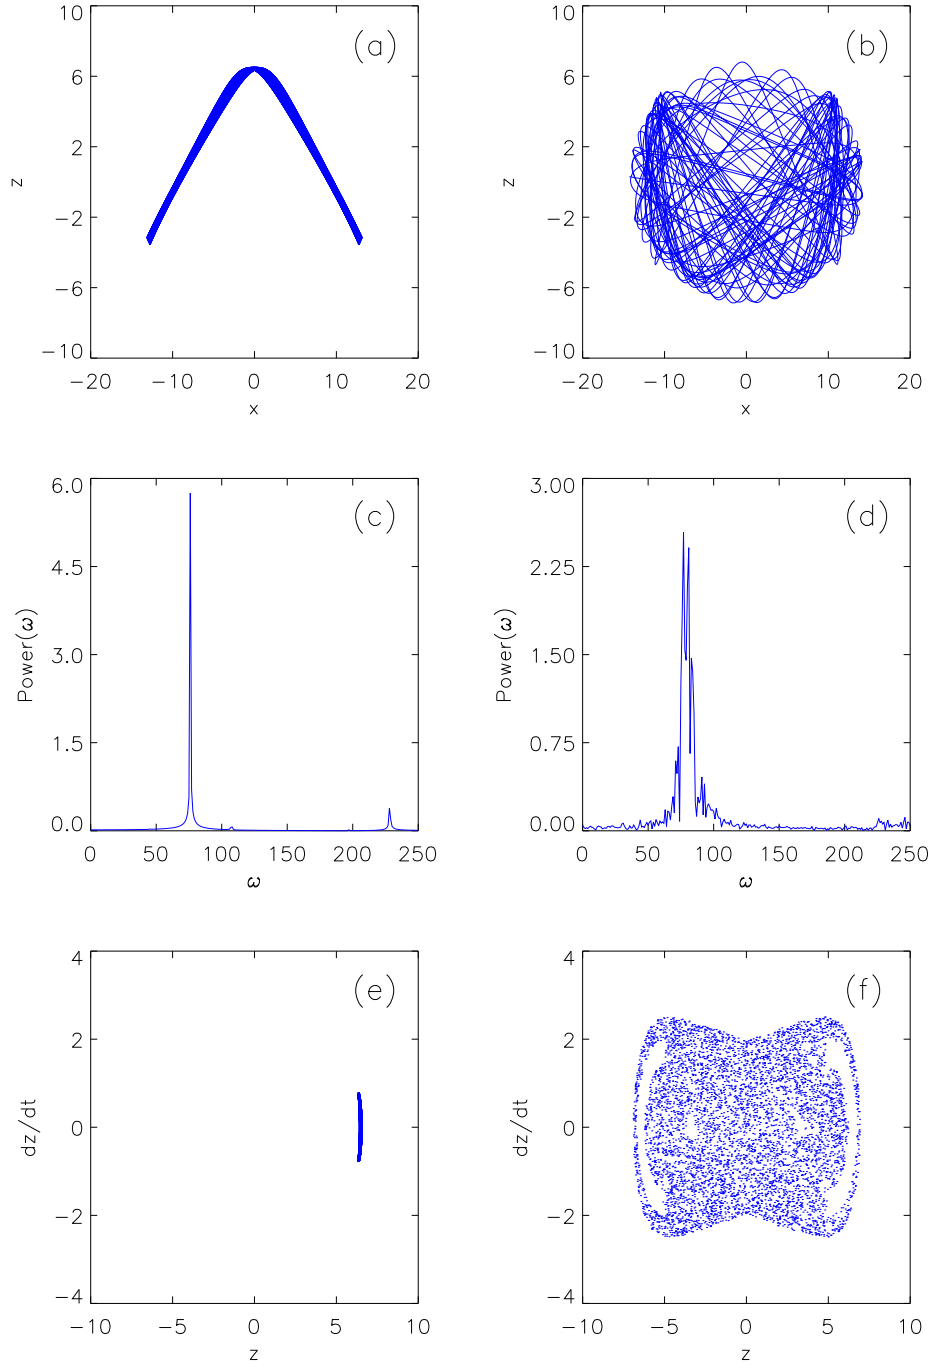 10
6
2
−2
−6
−10
z
(a)
−20 −10 0 10 20
x
10
6
2
−2
−6
−10
z
(b)
−20 −10 0 10 20
x
6.0
4.5
3.0
1.5
0.0
Power(ω)
(c)
0 50 100 150 200 250
ω
3.00
2.25
1.50
0.75
0.00
Power(ω)
(d)
0 50 100 150 200 250
ω
4
2
0
−2
−4
dz/dt
(e)
−10 −5 0 5 10
z
4
2
0
−2
−4
dz/dt
(f)
−10 −5 0 5 10
z